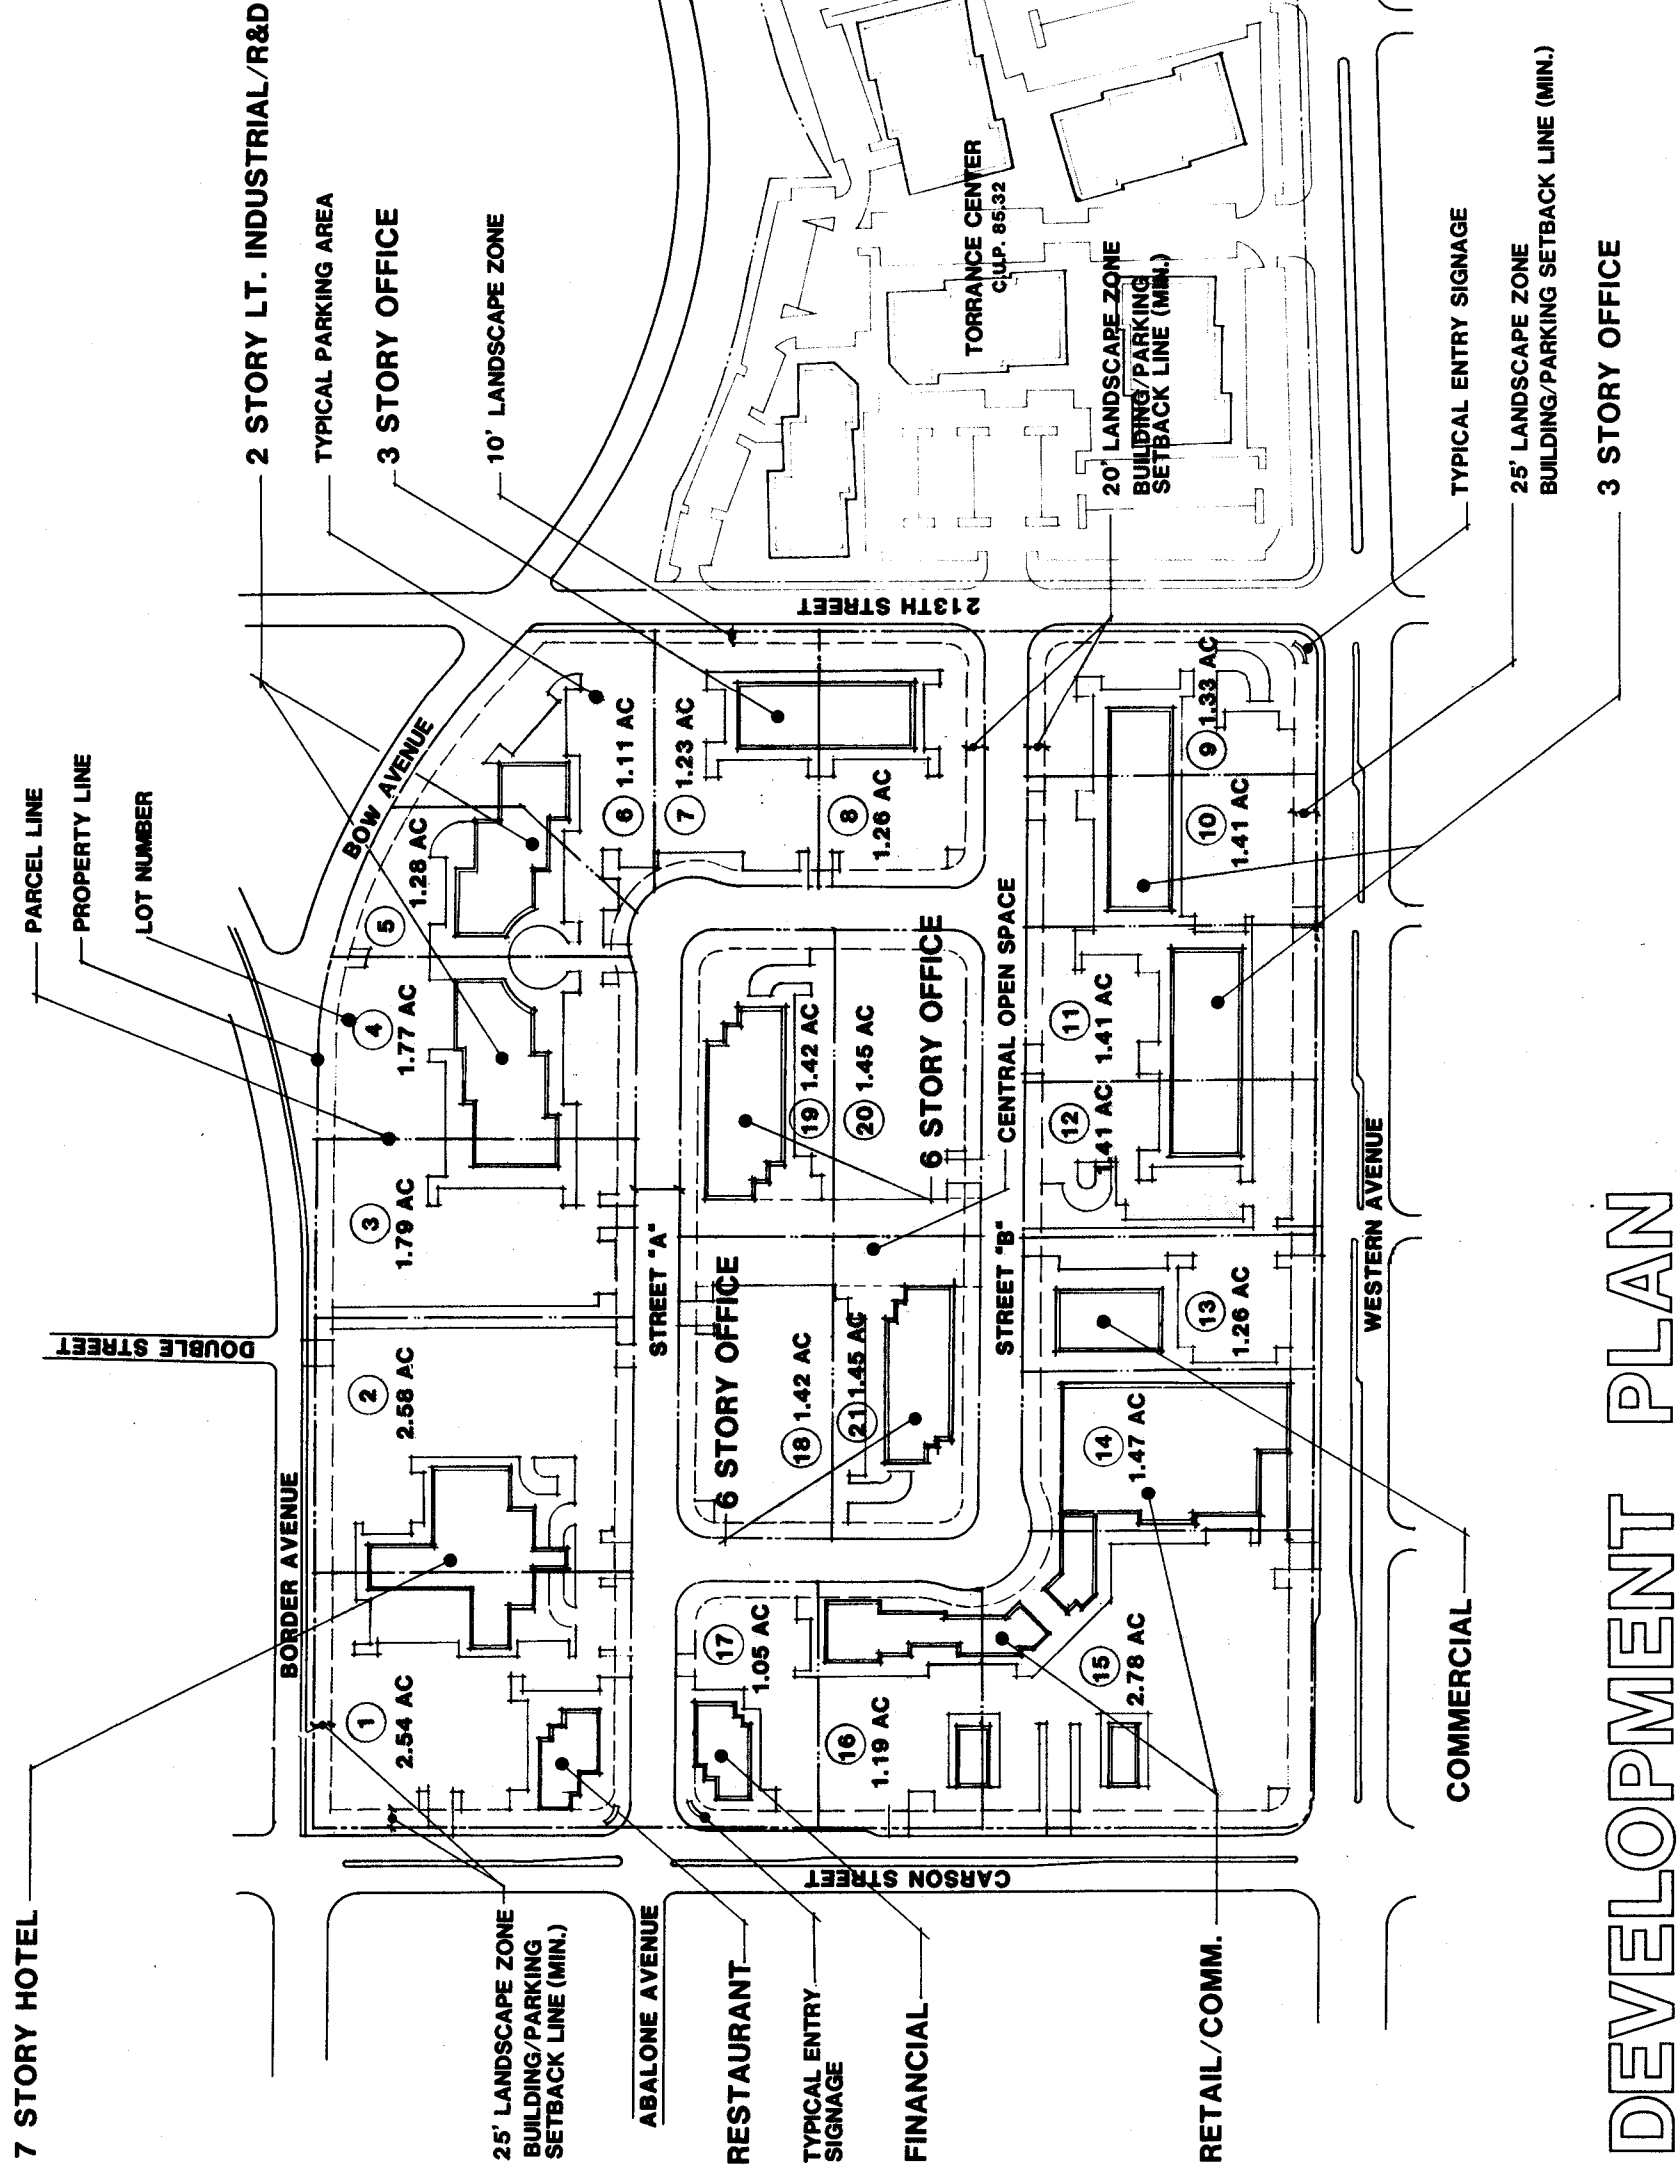 7 STORY HOTEL
PARCEL LINE
PROPERTY LINE
LOT NUMBER
2 STORY LT. INDUSTRIAL/R&D
TYPICAL PARKING AREA
3 STORY OFFICE
10' LANDSCAPE ZONE
DOUBLE STREET
BORDER AVENUE
BOW AVENUE
1
2.54 AC
2
2.58 AC
3
1.79 AC
4
1.77 AC
5
1.28 AC
6 1.11 AC
7 1.23 AC
8
1.26 AC
213TH STREET
TORRANCE CENTER
C.U.P. 85.32
20' LANDSCAPE ZONE
BUILDING/PARKING
SETBACK LINE (MIN.)
25' LANDSCAPE ZONE
BUILDING/PARKING
SETBACK LINE (MIN.)
ABALONE AVENUE
STREET "A"
6 STORY OFFICE
19 1.42 AC
20 1.45 AC
6 STORY OFFICE
18 1.42 AC
21 1.45 AC
CENTRAL OPEN SPACE
STREET "B"
17
1.05 AC
16
1.19 AC
15
2.78 AC
14
1.47 AC
13
1.26 AC
12
1.41 AC
11
1.41 AC
10
1.41 AC
9
1.33 AC
CARSON STREET
WESTERN AVENUE
RESTAURANT
TYPICAL ENTRY
SIGNAGE
FINANCIAL
RETAIL/COMM.
COMMERCIAL
TYPICAL ENTRY SIGNAGE
25' LANDSCAPE ZONE
BUILDING/PARKING SETBACK LINE (MIN.)
3 STORY OFFICE
DEVELOPMENT PLAN